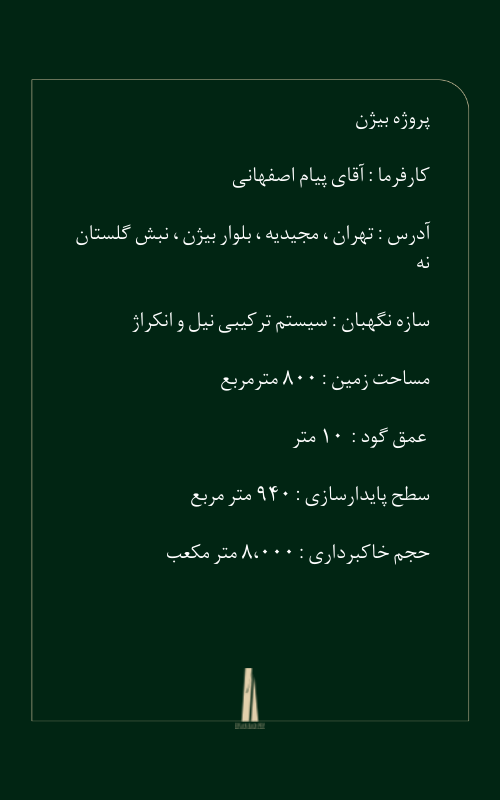 پروژه بیژن
کارفرما : آقای پیام اصفهانی
آدرس : تهران ، مجیدیه ، بلوار بیژن ، نبش گلستان
نه
سازه نگهبان : سیستم ترکیبی نیل و انکراژ
مساحت زمین : ۸۰۰ مترمربع
عمق گود : ۱۰ متر
سطح پایدارسازی : ۹۴۰ متر مربع
حجم خاکبرداری : ۸،۰۰۰ متر مکعب